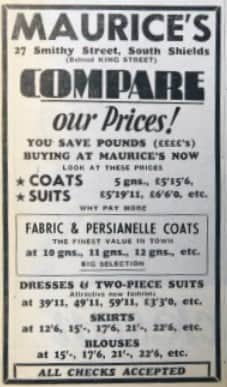 MAURICE'S
27 Smithy Street, South Shields
(Behind KING STREET)
COMPARE
our Prices!
YOU SAVE POUNDS (££££'s)
BUYING AT MAURICE'S NOW
LOOK AT THESE PRICES
★ COATS 5 gns., £5'15'6,
★ SUITS £5'19'11, £6'6'0, etc.
WHY PAY MORE
FABRIC & PERSIANELLE COATS
THE FINEST VALUE IN TOWN
at 10 gns., 11 gns., 12 gns., etc.
BIG SELECTION
DRESSES & TWO-PIECE SUITS
Attractive new fashions
at 39'11, 49'11, 59'11, £3'3'0, etc.
SKIRTS
at 12'6, 15'-, 17'6, 21'-, 22'6, etc.
BLOUSES
at 15'-, 17'6, 21'-, 22'6, etc.
ALL CHECKS ACCEPTED